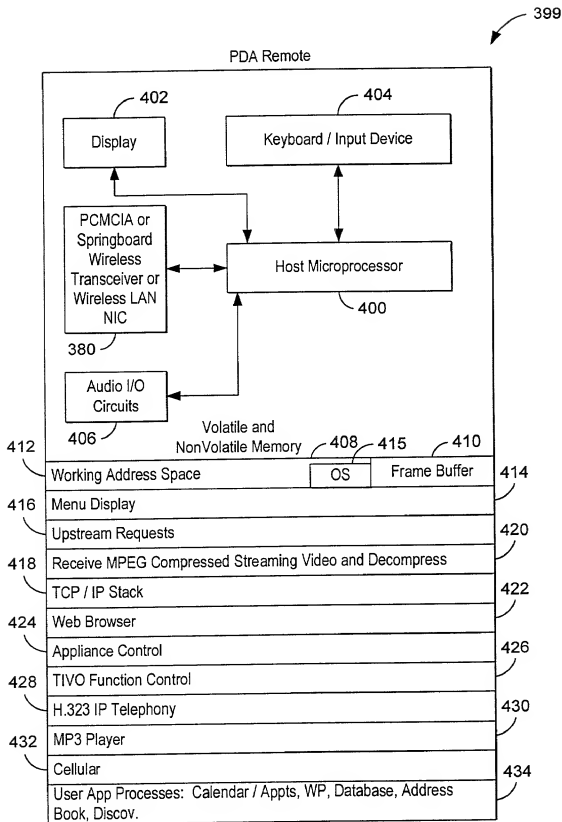 399
PDA Remote
402
404
Display
Keyboard / Input Device
PCMCIA or
Springboard
Wireless
Transceiver or
Wireless LAN
NIC
Host Microprocessor
400
380
Audio I/O
Circuits
406
Volatile and
NonVolatile Memory
408
415
410
412
Working Address Space
OS
Frame Buffer
414
Menu Display
416
Upstream Requests
420
Receive MPEG Compressed Streaming Video and Decompress
418
TCP / IP Stack
422
Web Browser
424
Appliance Control
426
TIVO Function Control
428
H.323 IP Telephony
430
MP3 Player
432
Cellular
434
User App Processes: Calendar / Appts, WP, Database, Address
Book, Discov.